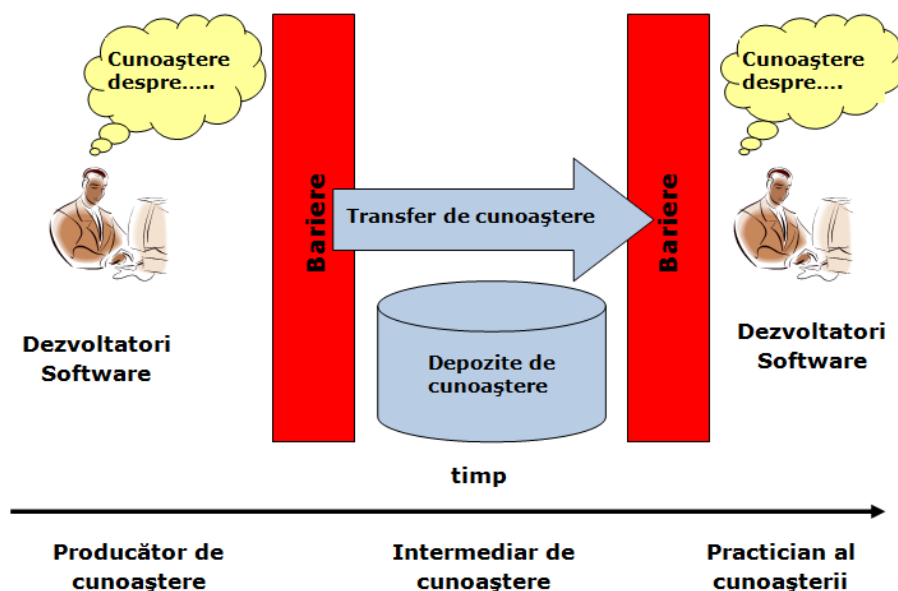 Cunoaştere
despre.....
Cunoaştere
despre....
Bariere
Transfer de cunoaştere
Bariere
Dezvoltatori
Software
Depozite de
cunoaştere
Dezvoltatori
Software
timp
Producător de
cunoaştere
Intermediar de
cunoaştere
Practician al
cunoaşterii